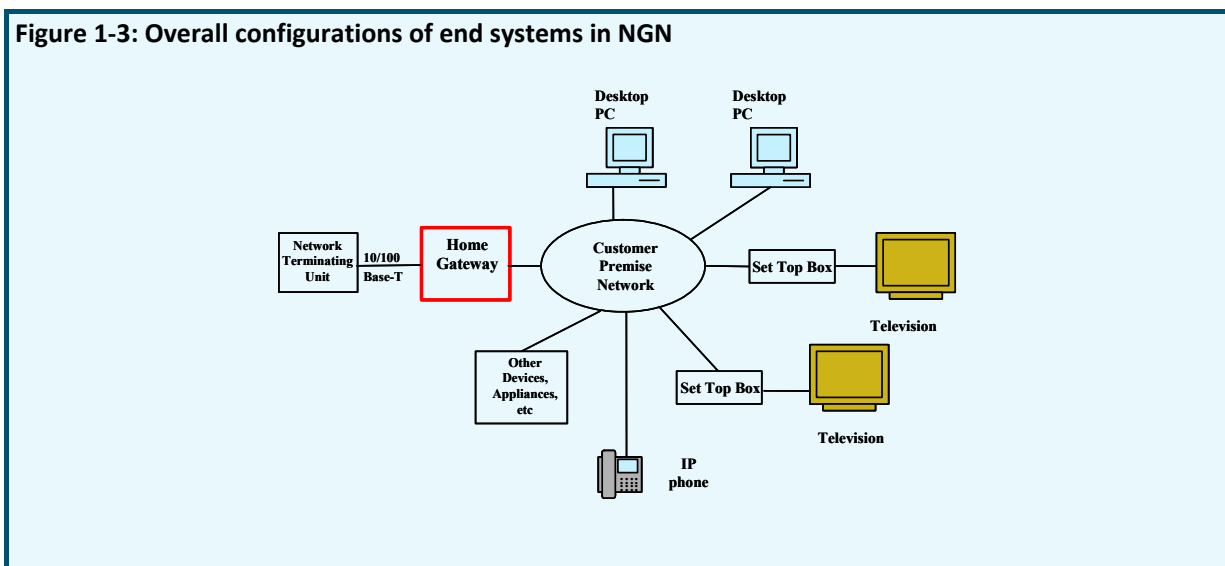 Figure 1-3: Overall configurations of end systems in NGN
Desktop
PC
Desktop
PC
Network
Terminating
Unit
10/100
Base-T
Home
Gateway
Customer
Premise
Network
Set Top Box
Television
Other
Devices,
Appliances,
etc
Set Top Box
Television
IP
phone